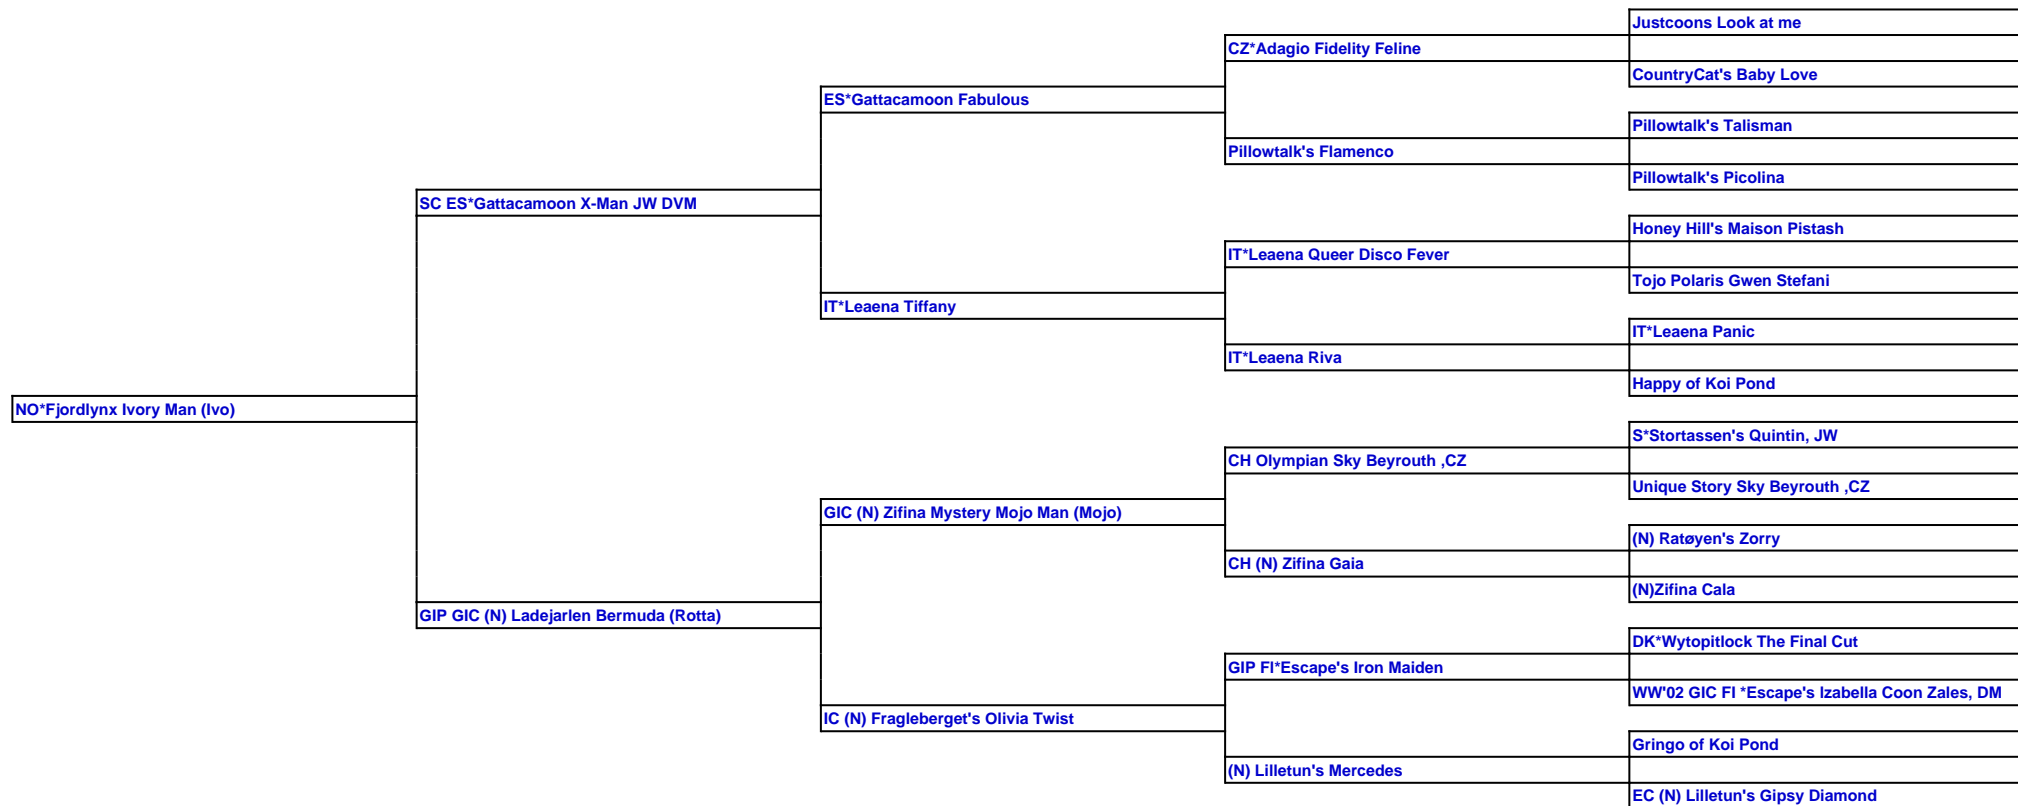 Justcoons Look at me
CZ*Adagio Fidelity Feline
CountryCat's Baby Love
ES*Gattacamoon Fabulous
Pillowtalk's Talisman
Pillowtalk's Flamenco
Pillowtalk's Picolina
SC ES*Gattacamoon X-Man JW DVM
Honey Hill's Maison Pistash
IT*Leaena Queer Disco Fever
Tojo Polaris Gwen Stefani
IT*Leaena Tiffany
IT*Leaena Panic
IT*Leaena Riva
Happy of Koi Pond
NO*Fjordlynx Ivory Man (Ivo)
S*Stortassen's Quintin, JW
CH Olympian Sky Beyrouth ,CZ
Unique Story Sky Beyrouth ,CZ
GIC (N) Zifina Mystery Mojo Man (Mojo)
(N) Ratøyen's Zorry
CH (N) Zifina Gaia
(N)Zifina Cala
GIP GIC (N) Ladejarlen Bermuda (Rotta)
DK*Wytopitlock The Final Cut
GIP FI*Escape's Iron Maiden
WW'02 GIC FI *Escape's Izabella Coon Zales, DM
IC (N) Fragleberget's Olivia Twist
Gringo of Koi Pond
(N) Lilletun's Mercedes
EC (N) Lilletun's Gipsy Diamond